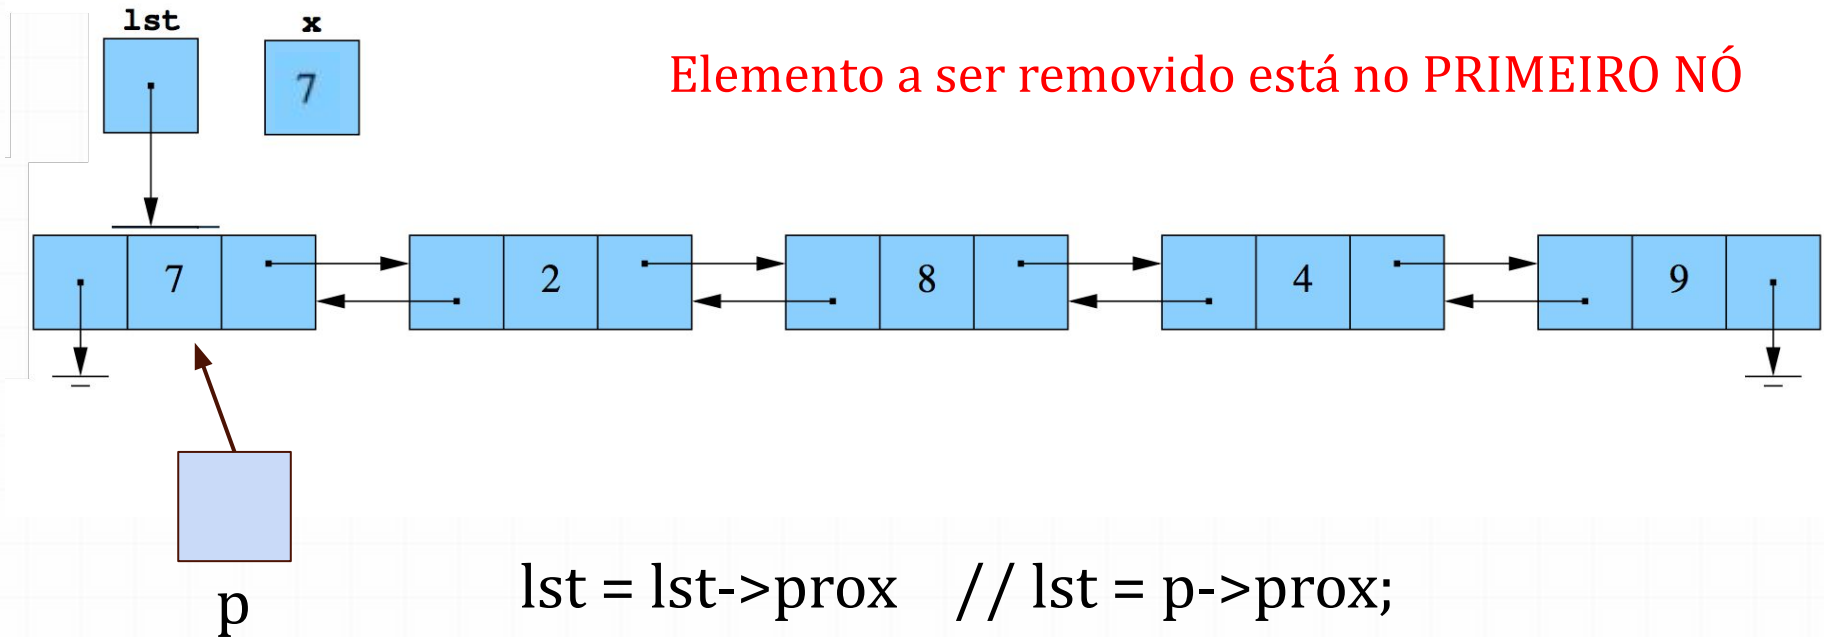 lst x
7
Elemento a ser removido está no PRIMEIRO NÓ
7 2 8 4 9
p
lst = lst->prox // lst = p->prox;